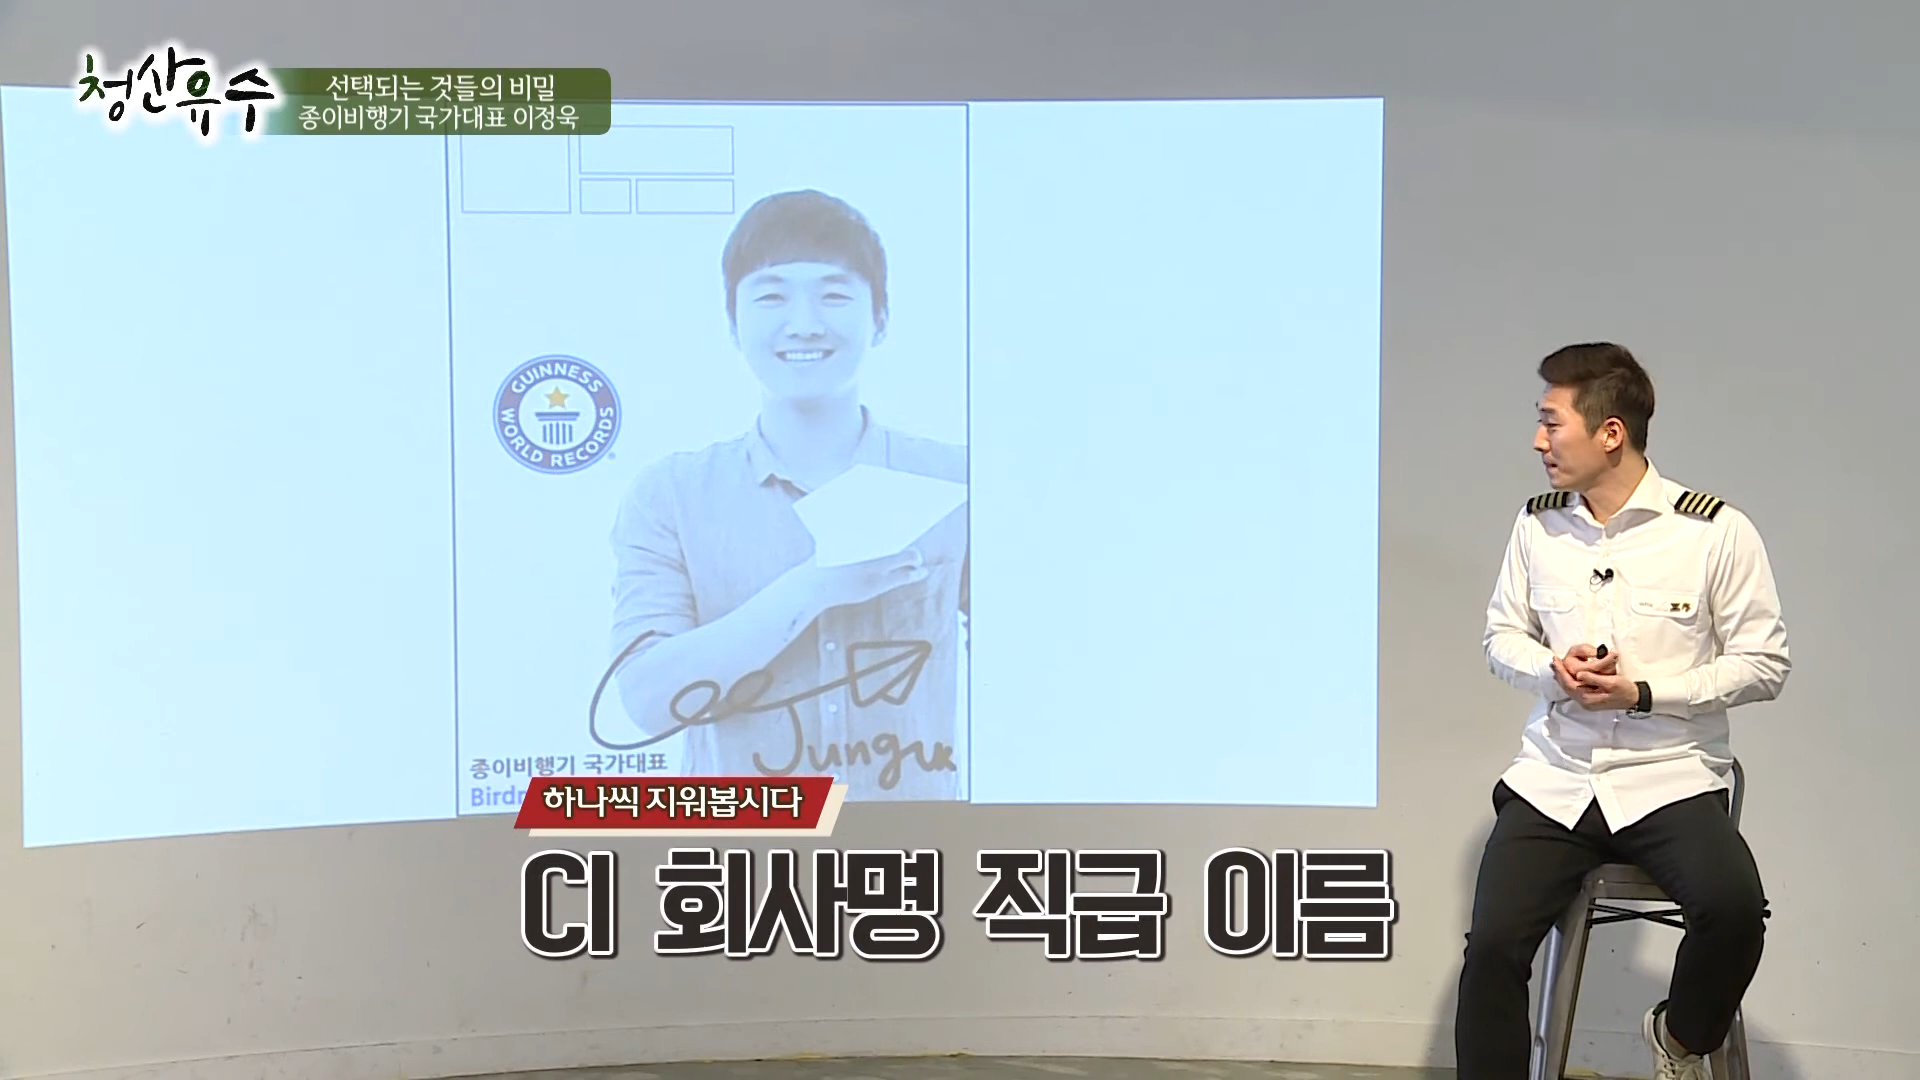 청산유수
선택되는 것들의 비밀
종이비행기 국가대표 이정욱
GUINNESS
WORLD RECORDS
Lee
Junguk
종이비행기 국가대표
하나씩 지워봅시다
CI 회사명 직급 이름